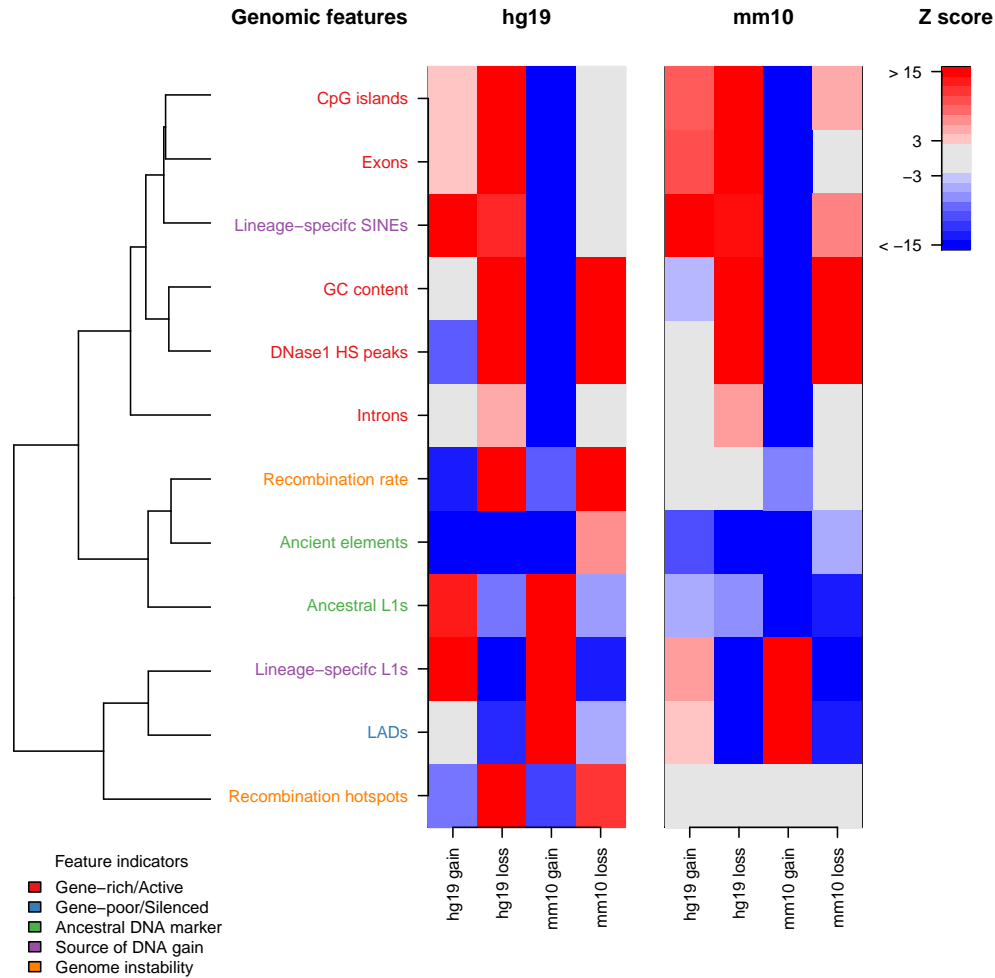 Genomic features
hg19
mm10
Z score
CpG islands
Exons
Lineage−specifc SINEs
GC content
DNase1 HS peaks
Introns
Recombination rate
Ancient elements
Ancestral L1s
Lineage−specifc L1s
LADs
Recombination hotspots
> 15
3
−3
< −15
hg19 gain
hg19 loss
mm10 gain
mm10 loss
hg19 gain
hg19 loss
mm10 gain
mm10 loss
Feature indicators
Gene−rich/Active
Gene−poor/Silenced
Ancestral DNA marker
Source of DNA gain
Genome instability